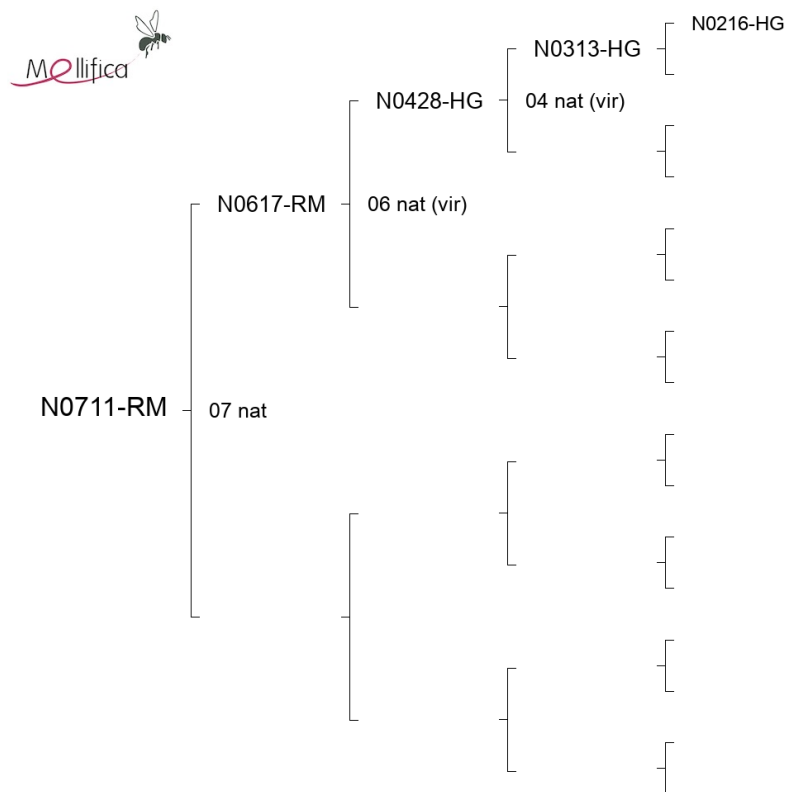 Mellifica
N0216-HG
N0313-HG
N0428-HG
04 nat (vir)
N0617-RM
06 nat (vir)
N0711-RM
07 nat